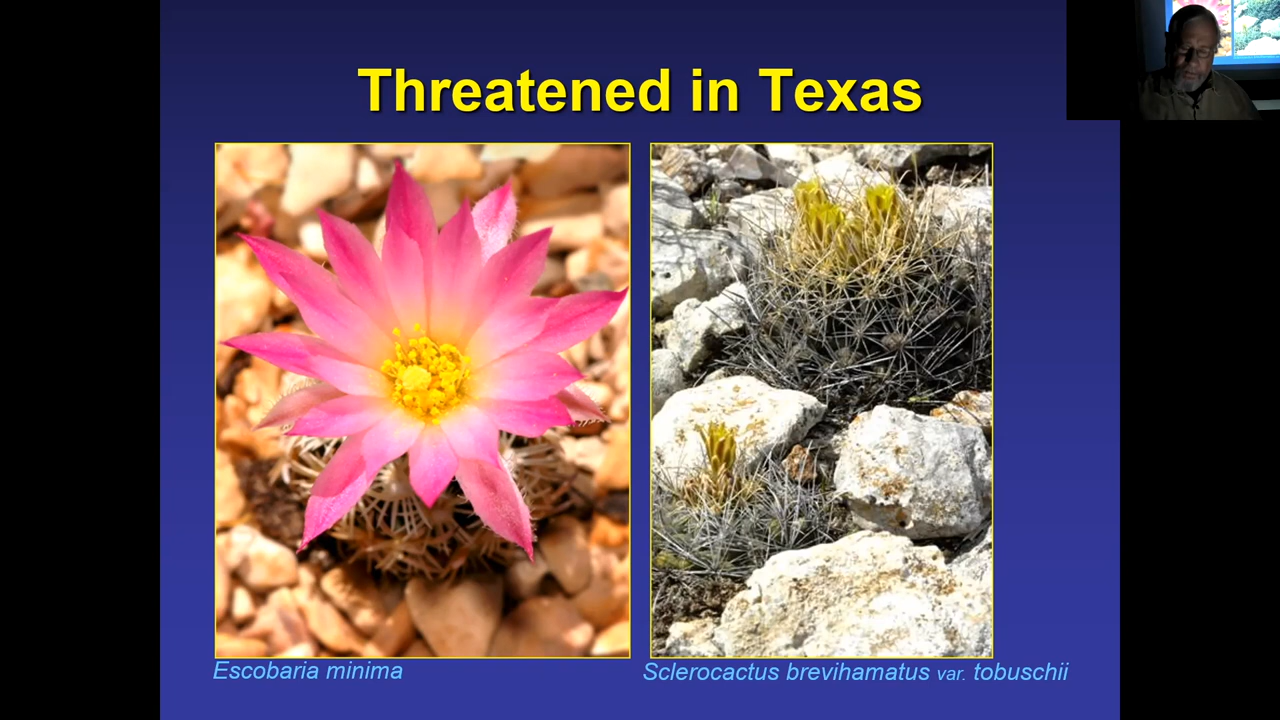 Threatened in Texas
Escobaria minima
Sclerocactus brevihamatus var. tobuschii